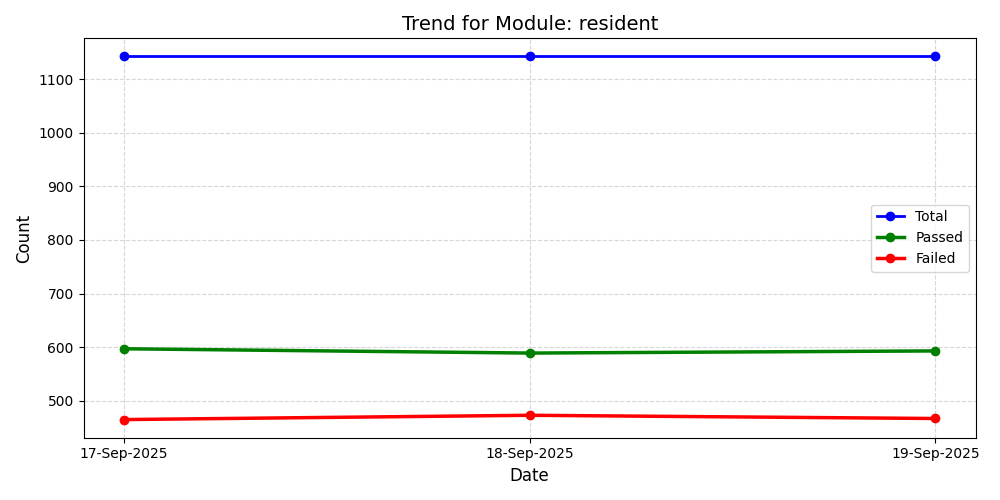 Trend for Module: resident
Count
1100
1000
900
800
700
600
500
Total
Passed
Failed
17-Sep-2025
18-Sep-2025
19-Sep-2025
Date